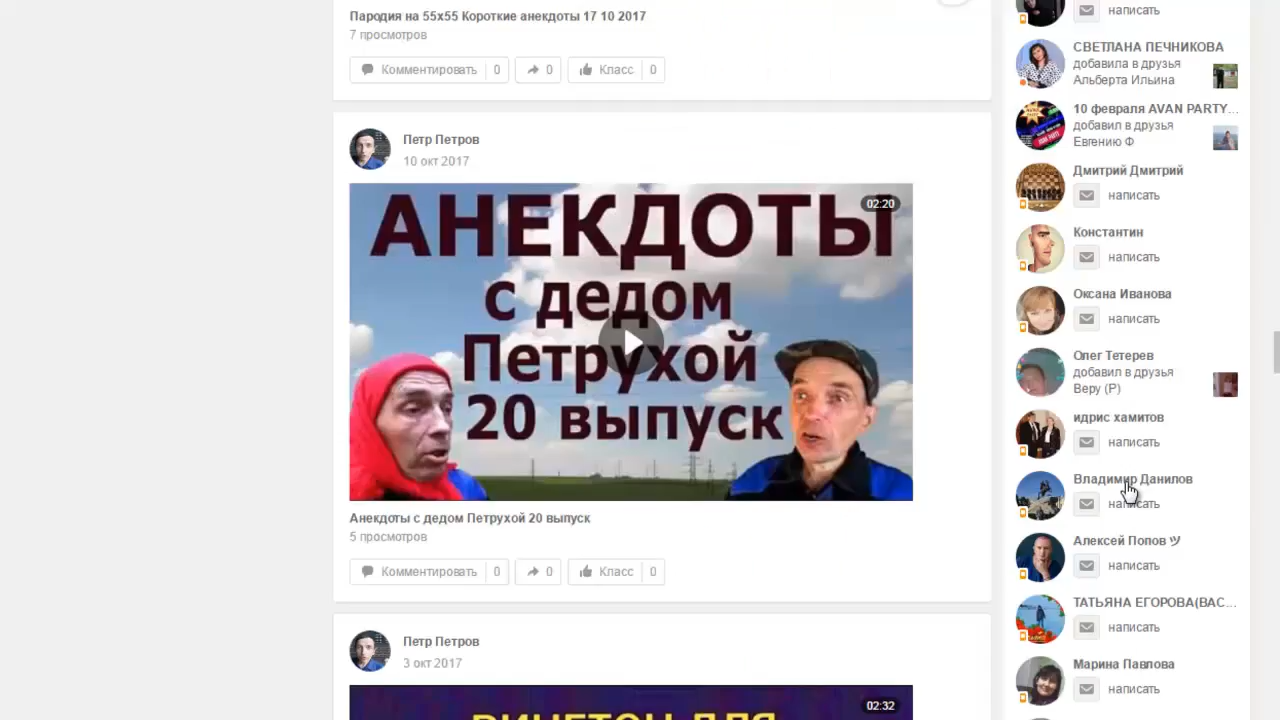 Пародия на 55x55 Короткие анекдоты 17 10 2017
7 просмотров
Комментировать 0
0
Класс 0
Петр Петров
10 окт 2017
02:20
АНЕКДОТЫ
с дедом
Петрухой
20 выпуск
Анекдоты с дедом Петрухой 20 выпуск
5 просмотров
Комментировать 0
0
Класс 0
Петр Петров
3 окт 2017
02:32
написать
СВЕТЛАНА ПЕЧНИКОВА
добавила в друзья
Альберта Ильина
10 февраля AVAN PARTY...
добавил в друзья
Евгению Ф
Дмитрий Дмитрий
написать
Константин
написать
Оксана Иванова
написать
Олег Тетерев
добавил в друзья
Веру (Р)
идрис хамитов
написать
Владимир Данилов
написать
Алексей Попов ツ
написать
ТАТЬЯНА ЕГОРОВА(ВАС...
написать
Марина Павлова
написать